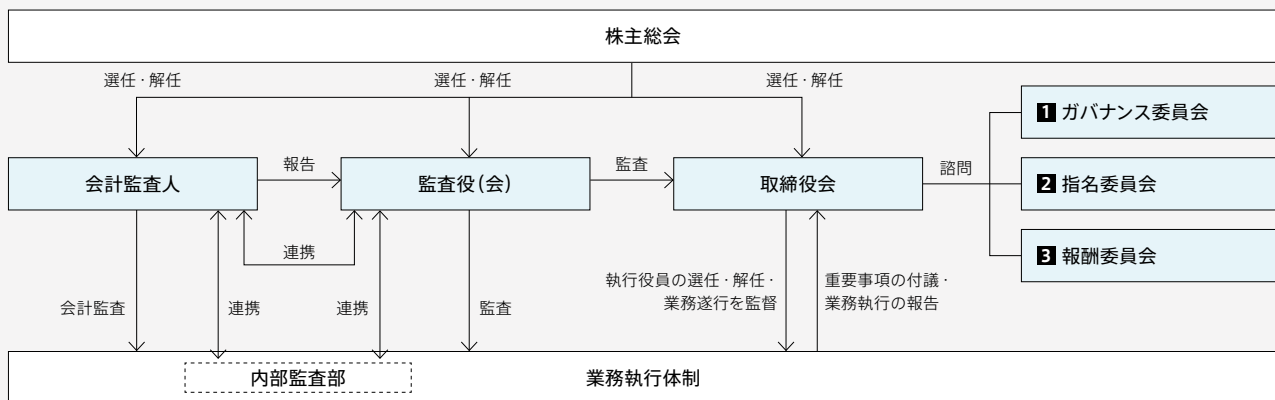 株主総会
選任・解任
選任・解任
選任・解任
1 ガバナンス委員会
会計監査人
報告
監査役(会)
監査
取締役会
諮問
2 指名委員会
3 報酬委員会
連携
会計監査
連携
連携
監査
執行役員の選任・解任・
業務遂行を監督
重要事項の付議・
業務執行の報告
内部監査部
業務執行体制